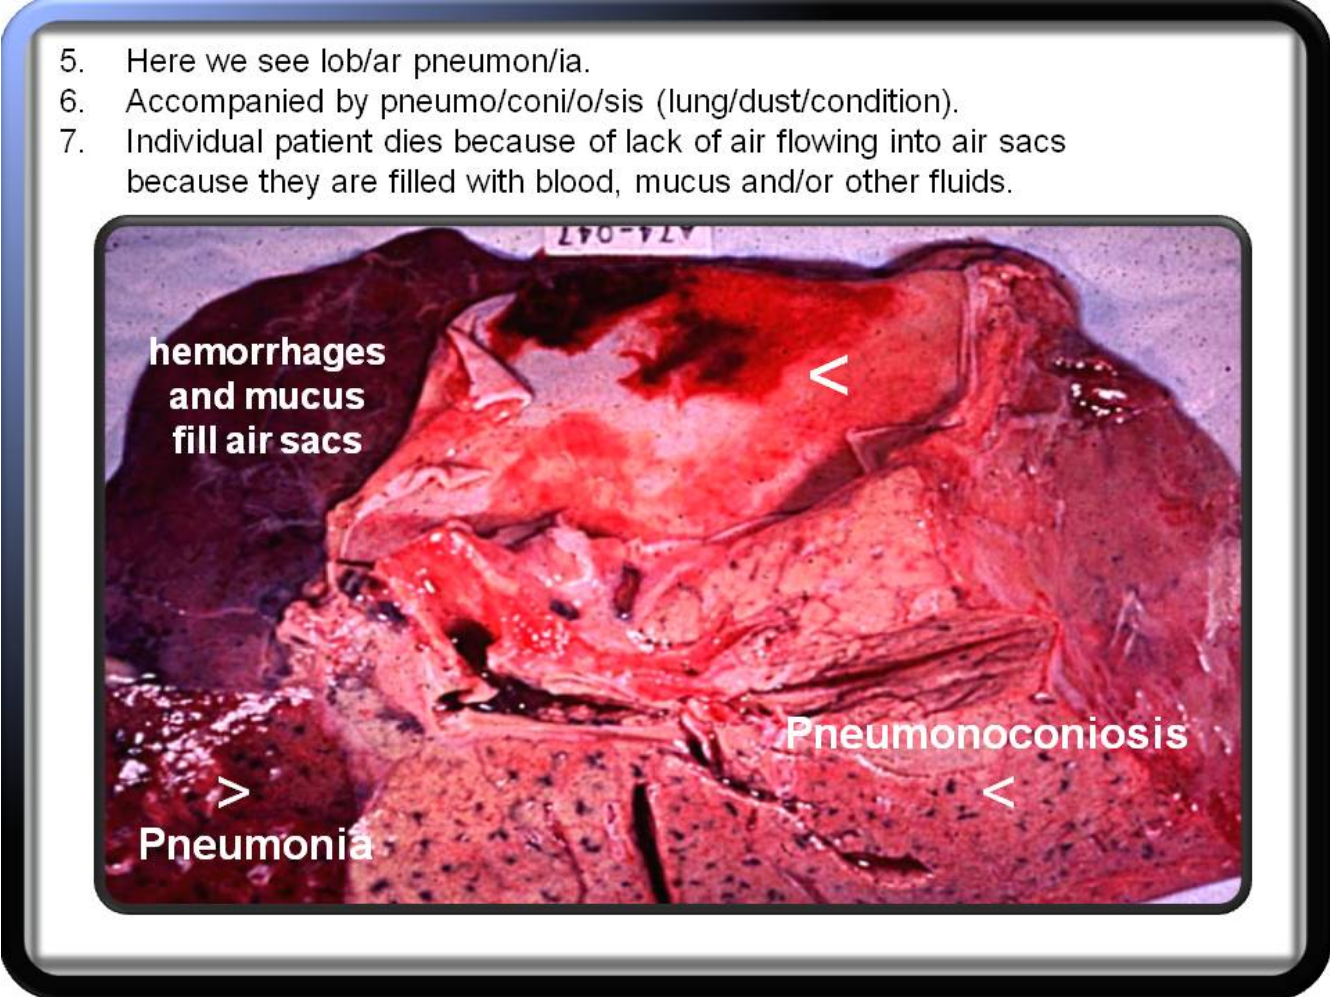 5. Here we see lob/ar pneumon/ia.
6. Accompanied by pneumo/coni/o/sis (lung/dust/condition).
7. Individual patient dies because of lack of air flowing into air sacs
because they are filled with blood, mucus and/or other fluids.
A74-047
hemorrhages
and mucus
fill air sacs
<
Pneumonoconiosis
> <
Pneumonia